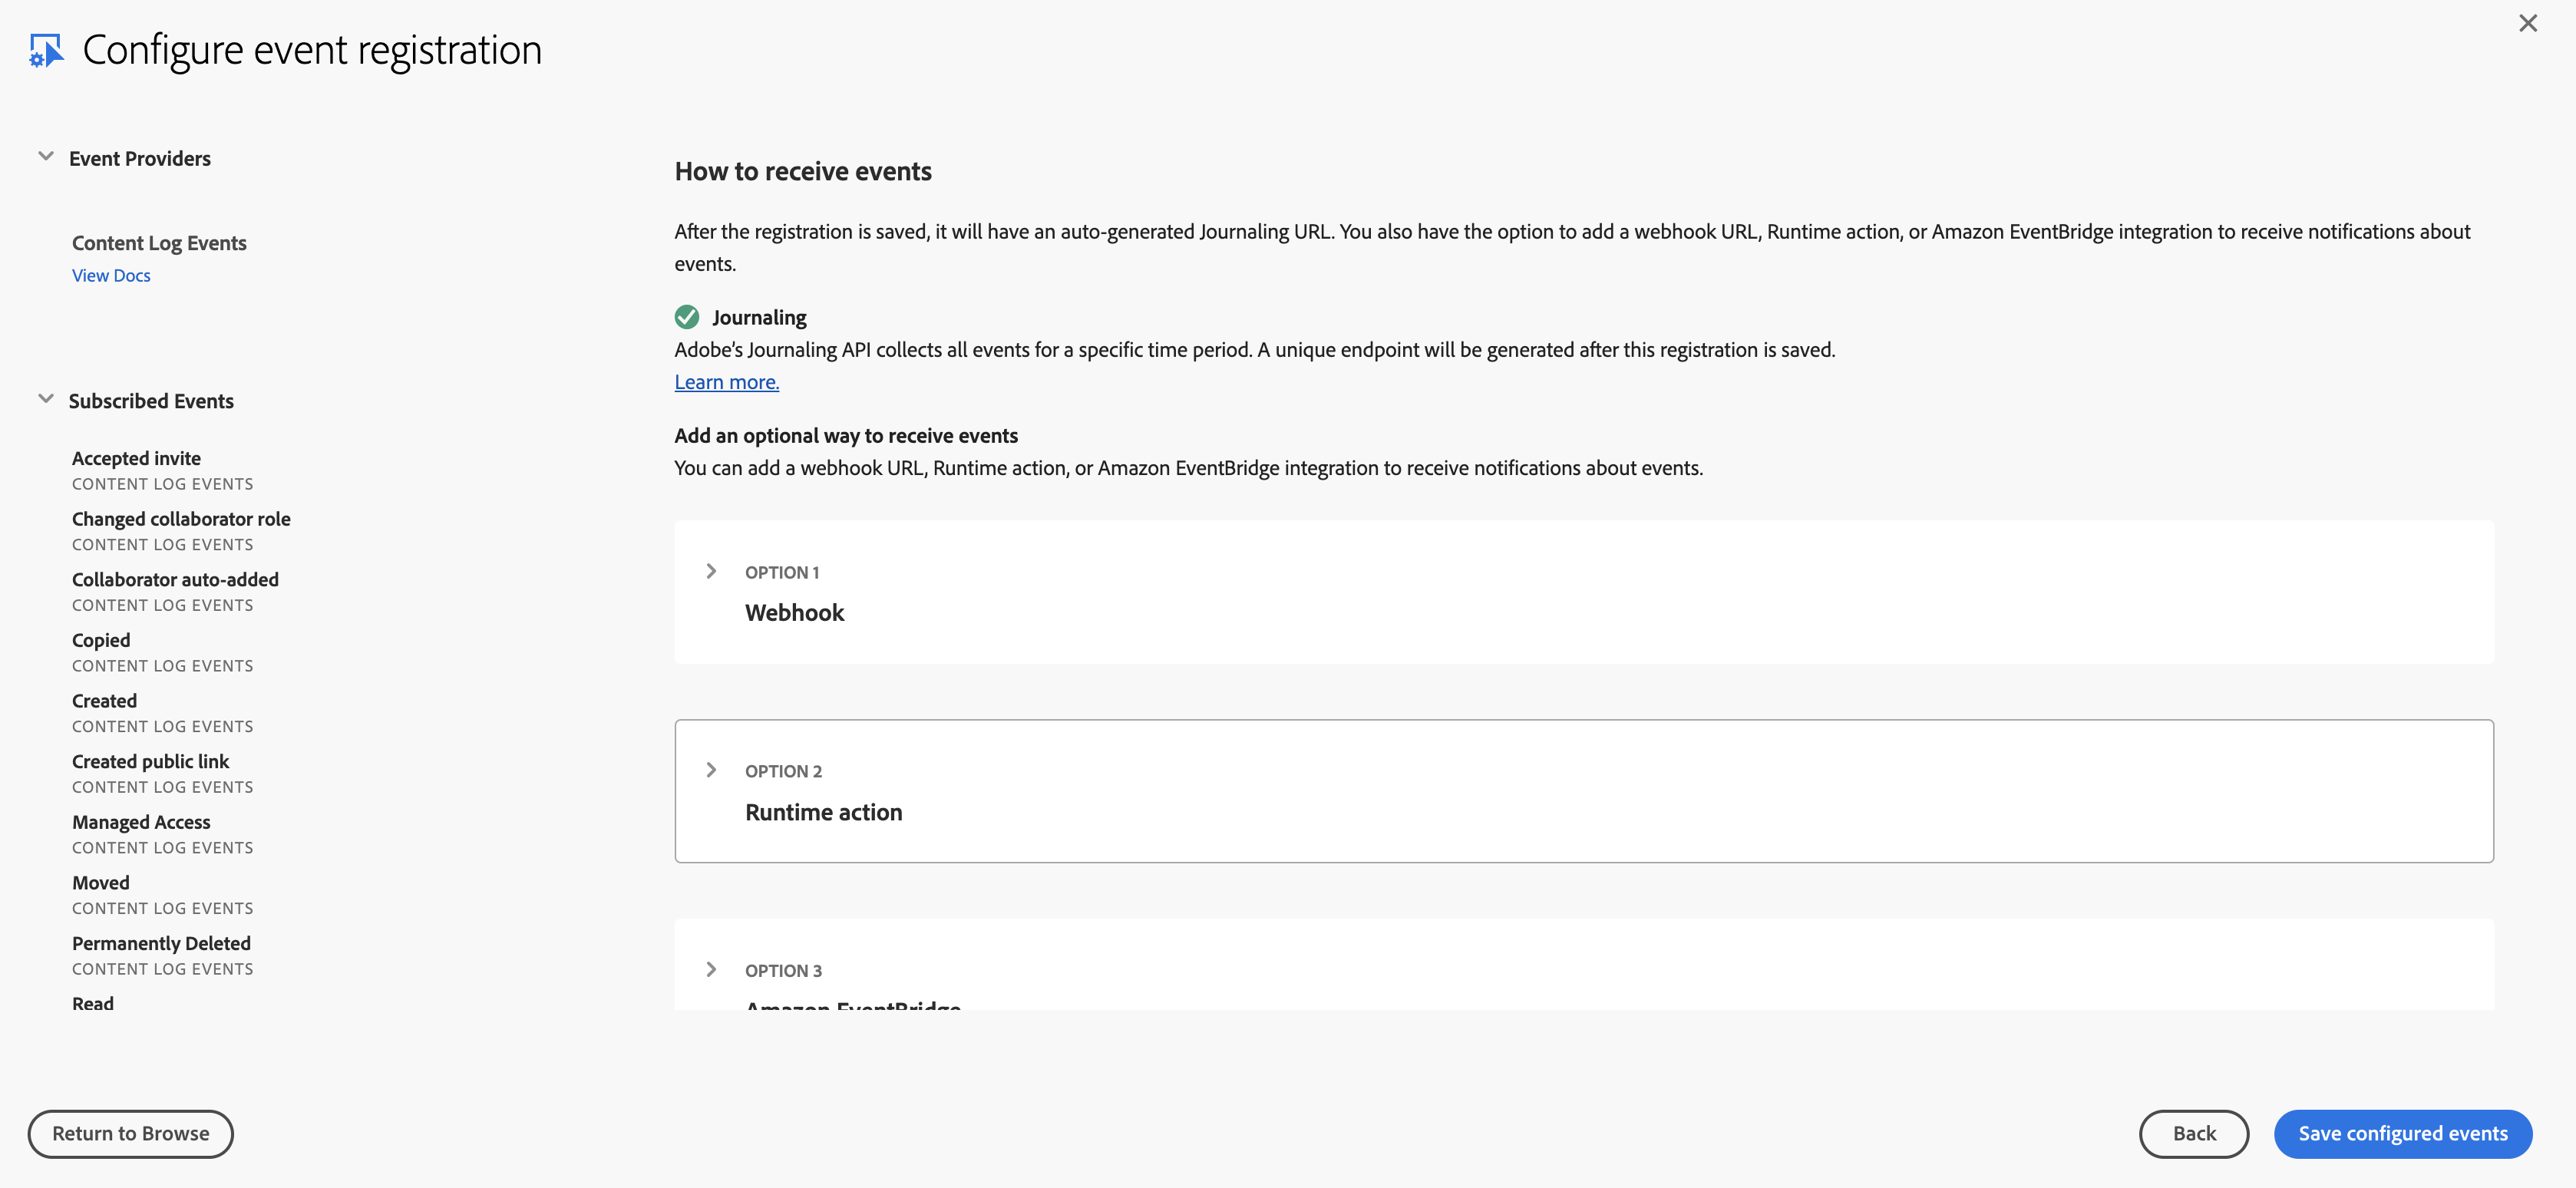 Configure event registration
Event Providers
Content Log Events
View Docs
Subscribed Events
Accepted invite
CONTENT LOG EVENTS
Changed collaborator role
CONTENT LOG EVENTS
Collaborator auto-added
CONTENT LOG EVENTS
Copied
CONTENT LOG EVENTS
Created
CONTENT LOG EVENTS
Created public link
CONTENT LOG EVENTS
Managed Access
CONTENT LOG EVENTS
Moved
CONTENT LOG EVENTS
Permanently Deleted
CONTENT LOG EVENTS
Read
How to receive events
After the registration is saved, it will have an auto-generated Journaling URL. You also have the option to add a webhook URL, Runtime action, or Amazon EventBridge integration to receive notifications about
events.
Journaling
Adobe’s Journaling API collects all events for a specific time period. A unique endpoint will be generated after this registration is saved.
Learn more.
Add an optional way to receive events
You can add a webhook URL, Runtime action, or Amazon EventBridge integration to receive notifications about events.
OPTION 1
Webhook
OPTION 2
Runtime action
OPTION 3
Amazon EventBridge
Return to Browse
Back
Save configured events